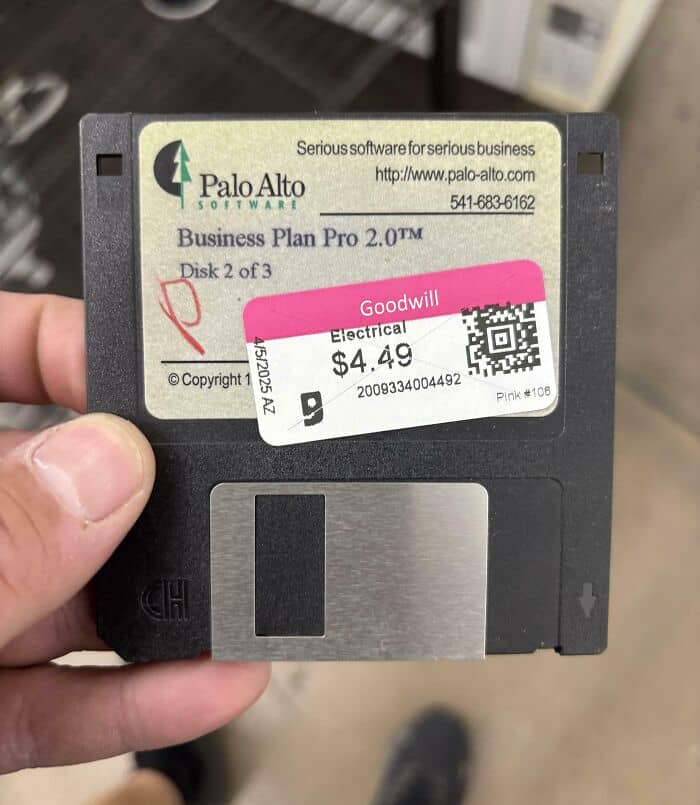 Serious software for serious business
http://www.palo-alto.com
541-683-6162
Palo Alto
SOFTWARE
Business Plan Pro 2.0™
Disk 2 of 3
© Copyright 1
Goodwill
Electrical
$4.49
2009334004492
4/5/2025 AZ
Pink #106